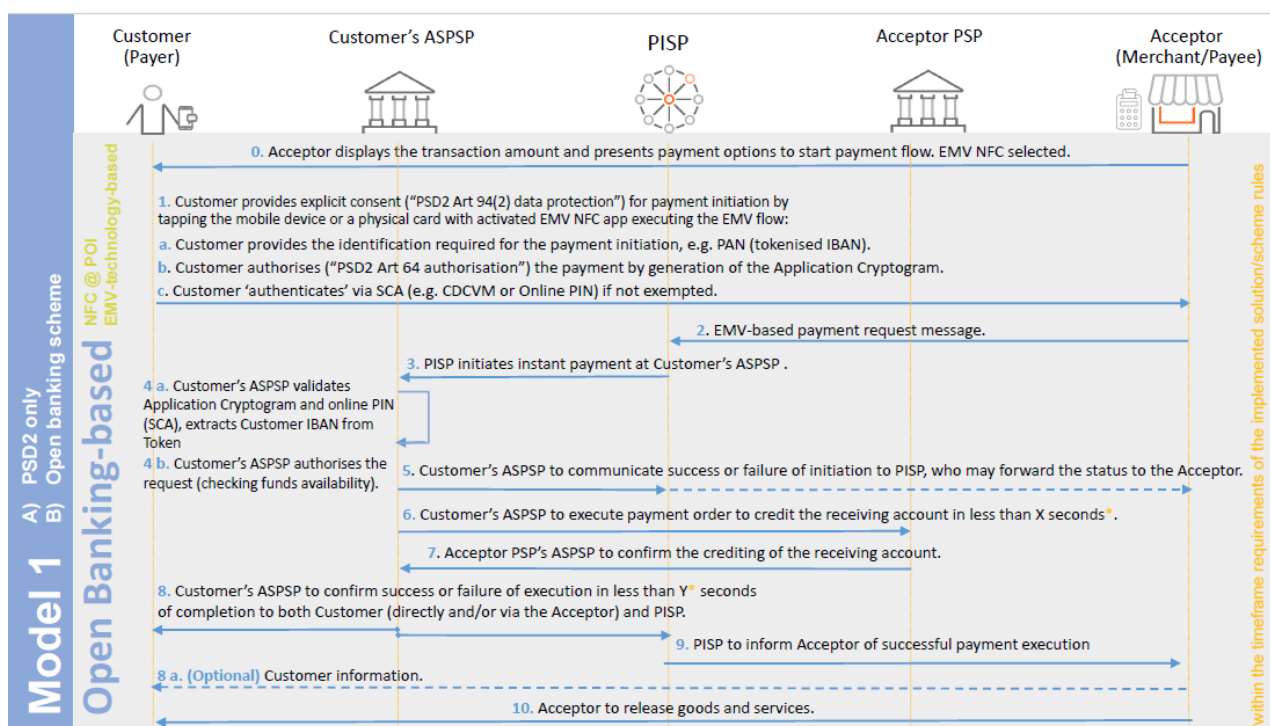 Customer
(Payer)
Customer's ASPSP
PISP
Acceptor PSP
Acceptor
(Merchant/Payee)
Model 1
A) PSD2 only
B) Open banking scheme
Open Banking-based
NFC @ POI
EMV-technology-based
0. Acceptor displays the transaction amount and presents payment options to start payment flow. EMV NFC selected.
1. Customer provides explicit consent ("PSD2 Art 94(2) data protection") for payment initiation by
tapping the mobile device or a physical card with activated EMV NFC app executing the EMV flow:
a. Customer provides the identification required for the payment initiation, e.g. PAN (tokenised IBAN).
b. Customer authorises ("PSD2 Art 64 authorisation") the payment by generation of the Application Cryptogram.
c. Customer 'authenticates' via SCA (e.g. CDCVM or Online PIN) if not exempted.
2. EMV-based payment request message.
3. PISP initiates instant payment at Customer's ASPSP .
4 a. Customer's ASPSP validates
Application Cryptogram and online PIN
(SCA), extracts Customer IBAN from
Token
4 b. Customer's ASPSP authorises the
request (checking funds availability).
5. Customer's ASPSP to communicate success or failure of initiation to PISP, who may forward the status to the Acceptor.
6. Customer's ASPSP to execute payment order to credit the receiving account in less than X seconds*.
7. Acceptor PSP's ASPSP to confirm the crediting of the receiving account.
8. Customer's ASPSP to confirm success or failure of execution in less than Y* seconds
of completion to both Customer (directly and/or via the Acceptor) and PISP.
9. PISP to inform Acceptor of successful payment execution
8 a. (Optional) Customer information.
10. Acceptor to release goods and services.
within the timeframe requirements of the implemented solution/scheme rules